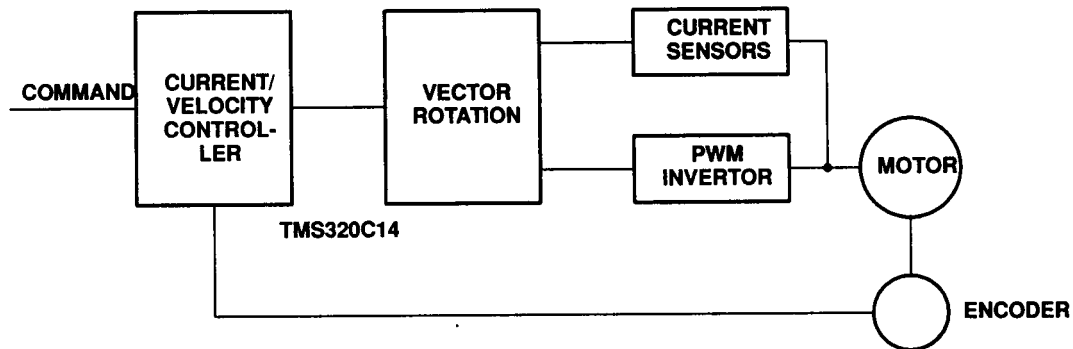 COMMAND
CURRENT/
VELOCITY
CONTROL-
LER
VECTOR
ROTATION
CURRENT
SENSORS
PWM
INVERTOR
MOTOR
TMS320C14
ENCODER